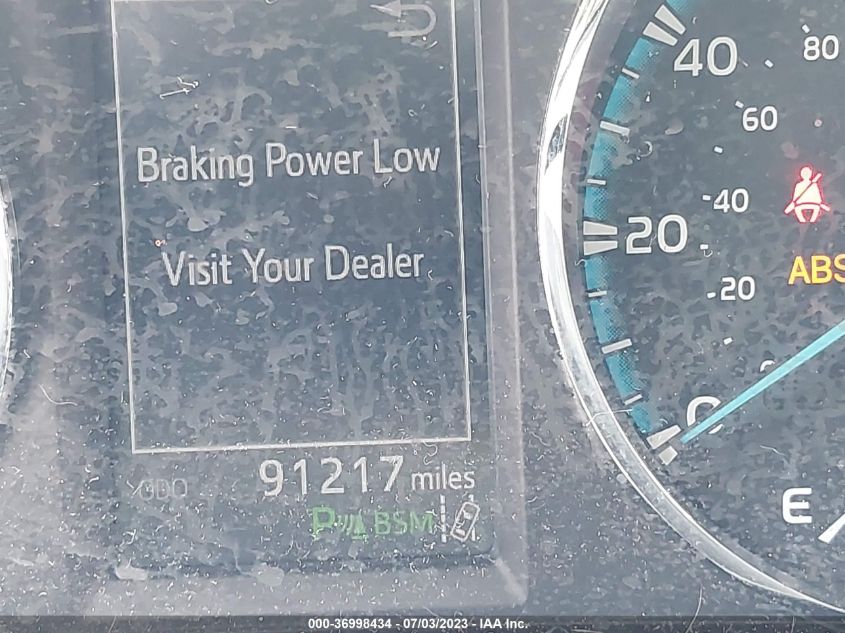 Braking Power Low
Visit Your Dealer
ODO 91217 miles
P BSM
40
20
0
80
60
40
20
ABS
E
000-36998434 - 07/03/2023 - IAA Inc.